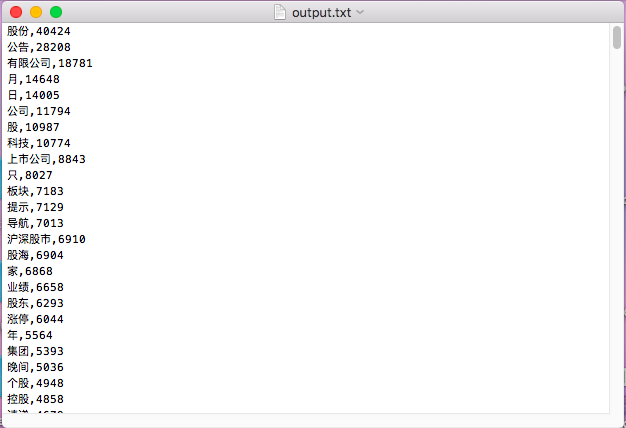 output.txt
股份,40424
公告,28208
有限公司,18781
月,14648
日,14005
公司,11794
股,10987
科技,10774
上市公司,8843
只,8027
板块,7183
提示,7129
导航,7013
沪深股市,6910
股海,6904
家,6868
业绩,6658
股东,6293
涨停,6044
年,5564
集团,5393
晚间,5036
个股,4948
控股,4858